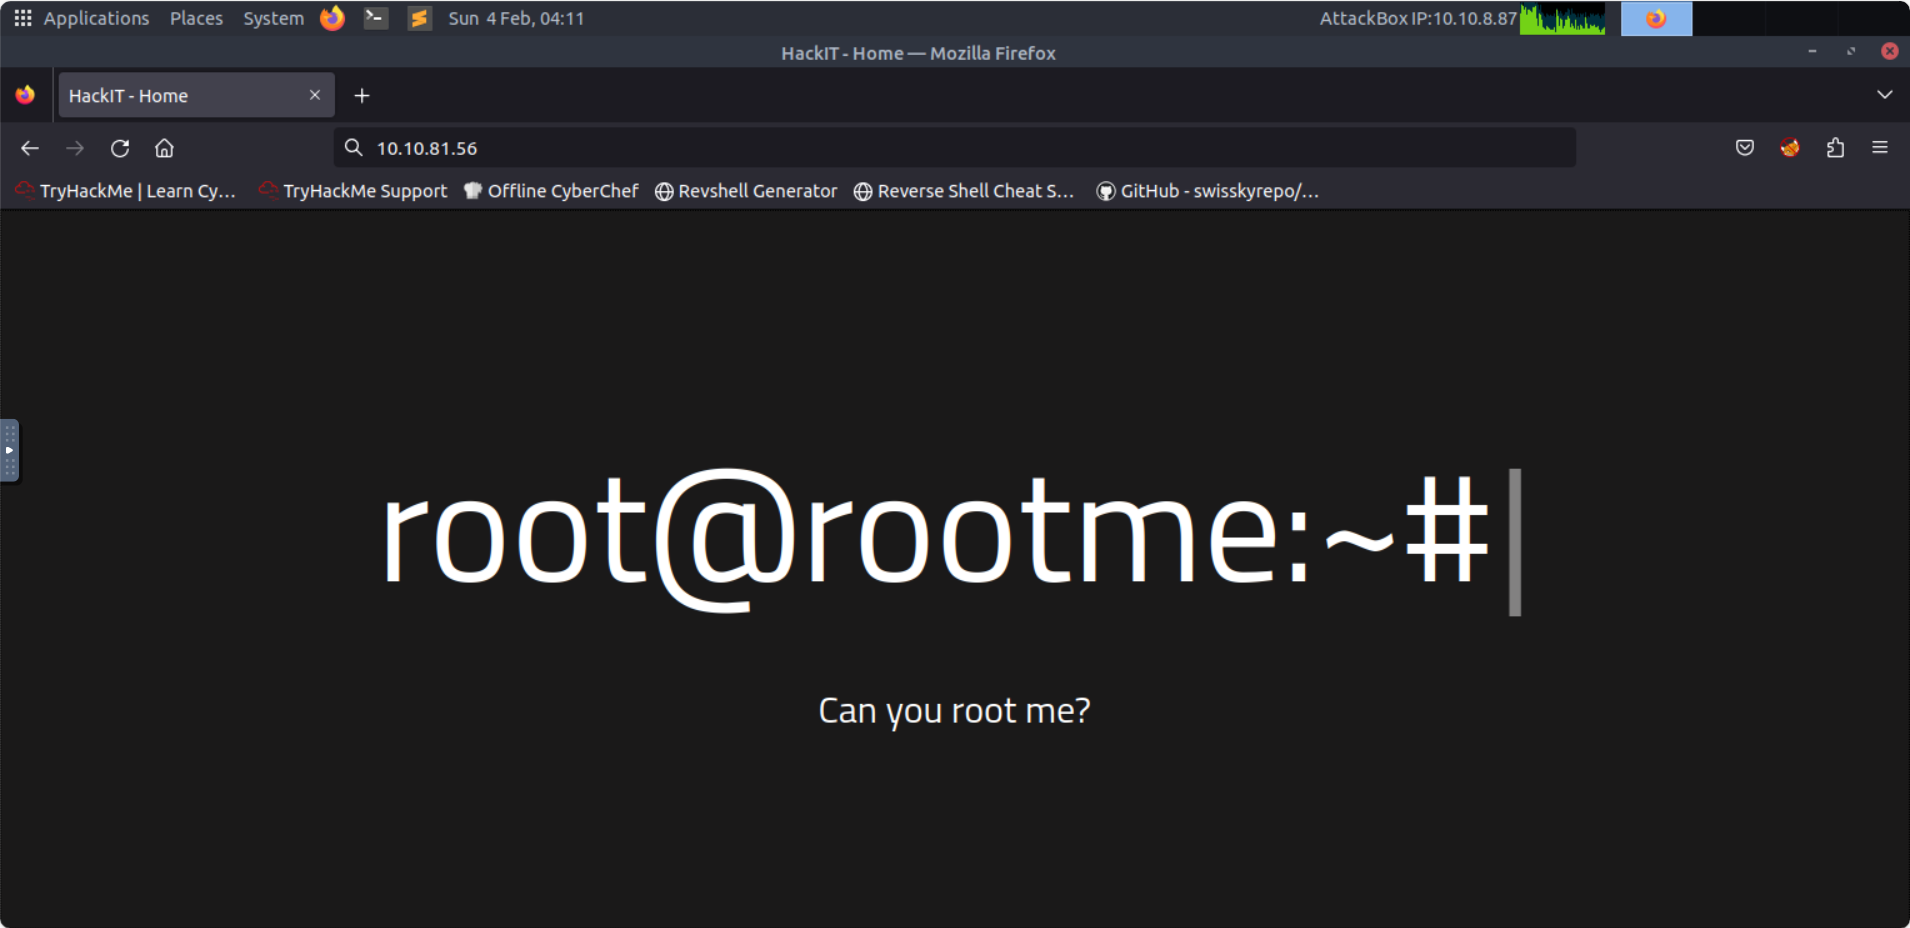 Applications Places System Sun 4 Feb, 04:11 AttackBox IP:10.10.8.87
HackIT - Home — Mozilla Firefox
HackIT - Home
10.10.81.56
TryHackMe | Learn Cy... TryHackMe Support Offline CyberChef Revshell Generator Reverse Shell Cheat S... GitHub - swisskyrepo/...
root@rootme:~#
Can you root me?